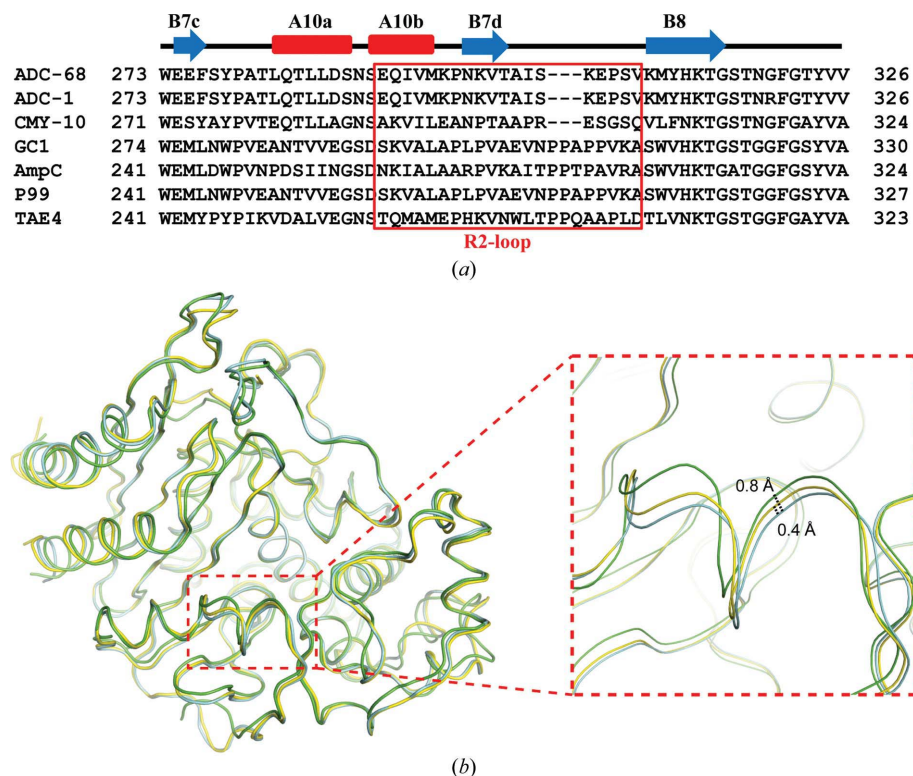 (a)
B7c A10a A10b B7d B8
ADC-68 273 WEEFSYPATLQTLLDSNSEQIVMKPNKVTAIS---KEPSVKMYHKTGSTNGFGTYVV 326
ADC-1 273 WEEFSYPATLQTLLDSNSEQIVMKPNKVTAIS---KEPSVKMYHKTGSTNRFGTYVV 326
CMY-10 271 WESYAYPVTEQTLLAGNSAKVILEANPTAAPR---ESGSQVLFNKTGSTNGFGAYVA 324
GC1 274 WEMLNWPVEANTVVEGSDSKVALAPLPVAEVNPPAPPVKASWVHKTGSTGGFGSYVA 330
AmpC 241 WEMLDWPVNPDSIINGSDNKIALAARPVKAITPPTPAVRASWVHKTGATGGFGSYVA 324
P99 241 WEMLNWPVEANTVVEGSDSKVALAPLPVAEVNPPAPPVKASWVHKTGSTGGFGSYVA 327
TAE4 241 WEMYPYPIKVDALVEGNSTQMAMEPHKVNWLTPPQAAPLDTLVNKTGSTGGFGAYVA 323
R2-loop
(a)
0.8 Å
0.4 Å
(b)